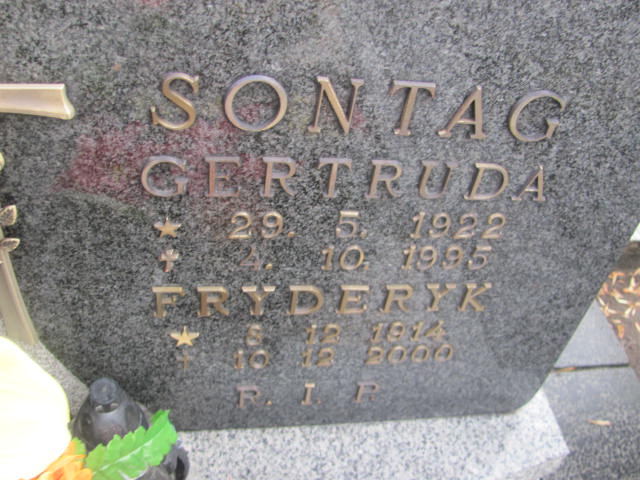 SONTAG
GERTRUDA
★ 29. 5. 1922
✝ 4. 10. 1995
FRYDERYK
★ 8 12 1914
† 10 12 2000
R. I. P